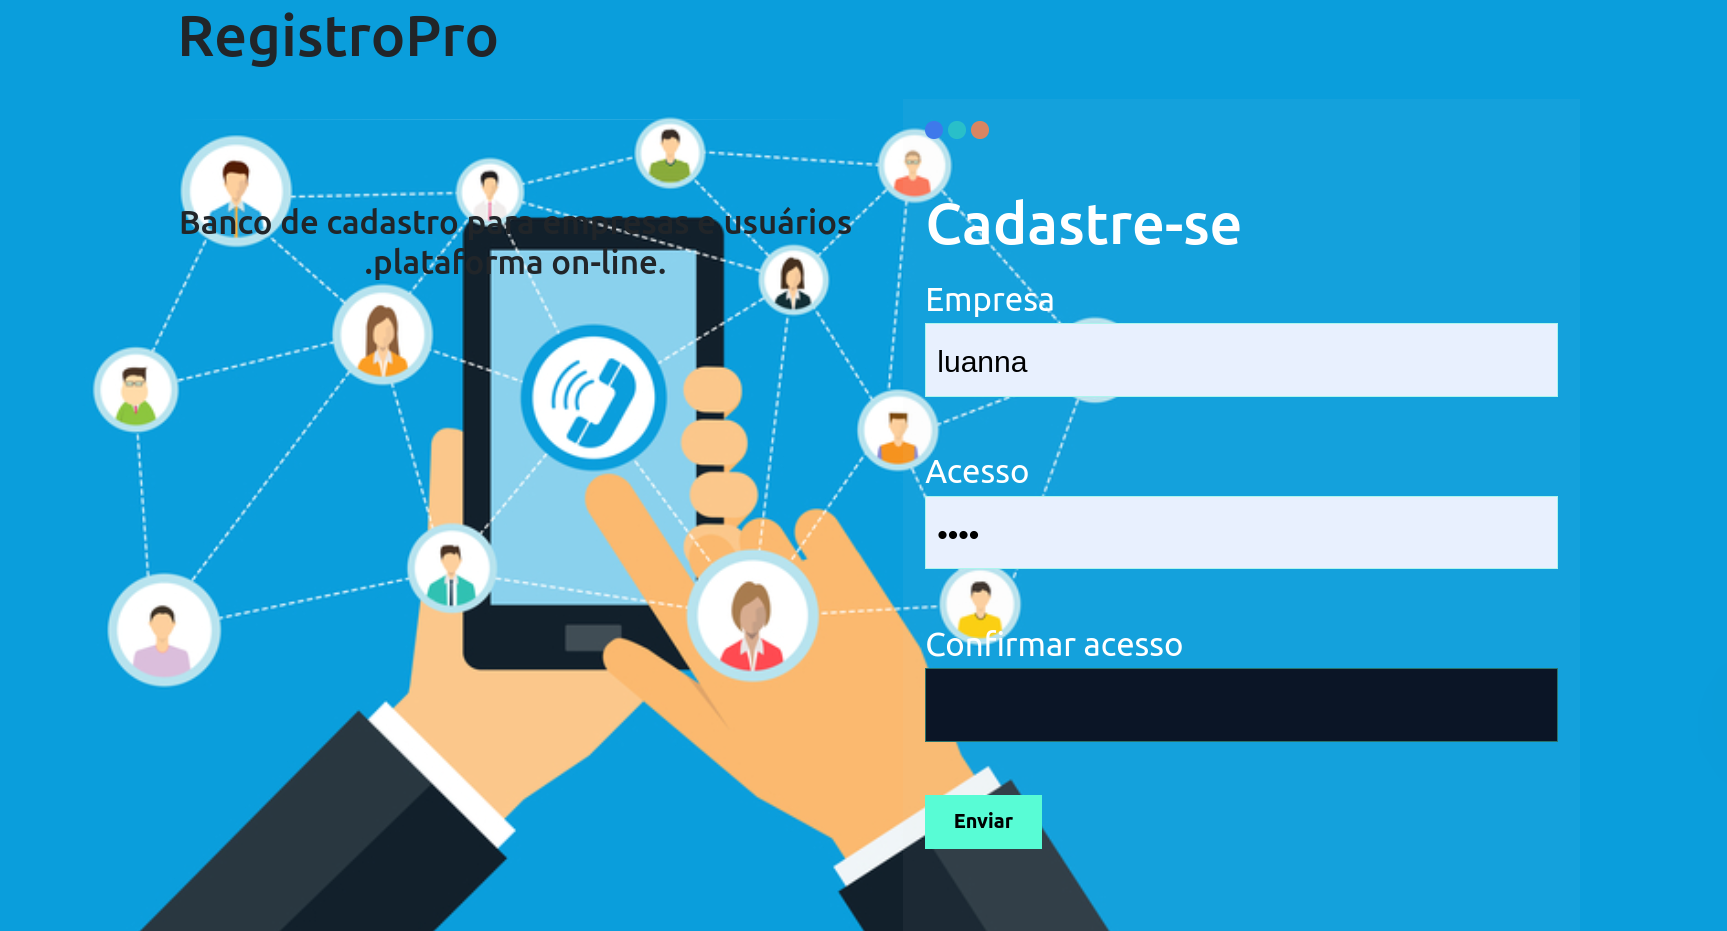 RegistroPro
Banco de cadastro para empresas e usuários
.plataforma on-line.
Cadastre-se
Empresa
luanna
Acesso
••••
Confirmar acesso
Enviar